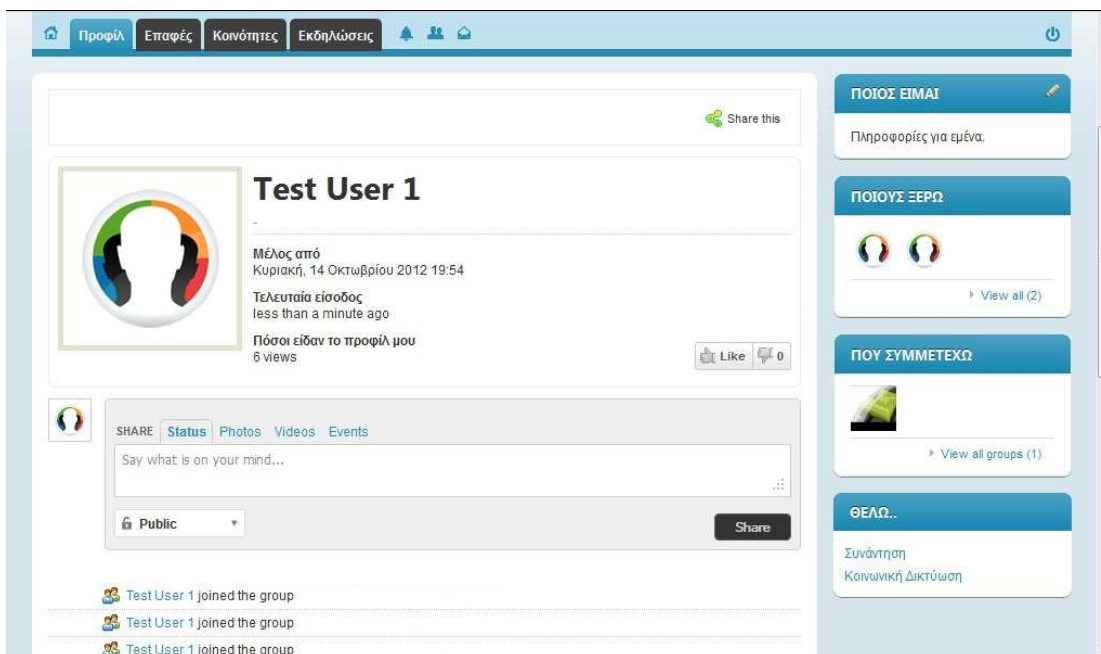 Προφίλ Επαφές Κοινότητες Εκδηλώσεις
Share this
Test User 1
-
Μέλος από
Κυριακή, 14 Οκτωβρίου 2012 19:54
Τελευταία είσοδος
less than a minute ago
Πόσοι είδαν το προφίλ μου
6 views
Like 0
SHARE Status Photos Videos Events
Say what is on your mind...
Public
Share
Test User 1 joined the group
Test User 1 joined the group
Test User 1 joined the group
ΠΟΙΟΣ ΕΙΜΑΙ
Πληροφορίες για εμένα.
ΠΟΙΟΥΣ ΞΕΡΩ
View all (2)
ΠΟΥ ΣΥΜΜΕΤΕΧΩ
View all groups (1)
ΘΕΛΩ..
Συνάντηση
Κοινωνική Δικτύωση